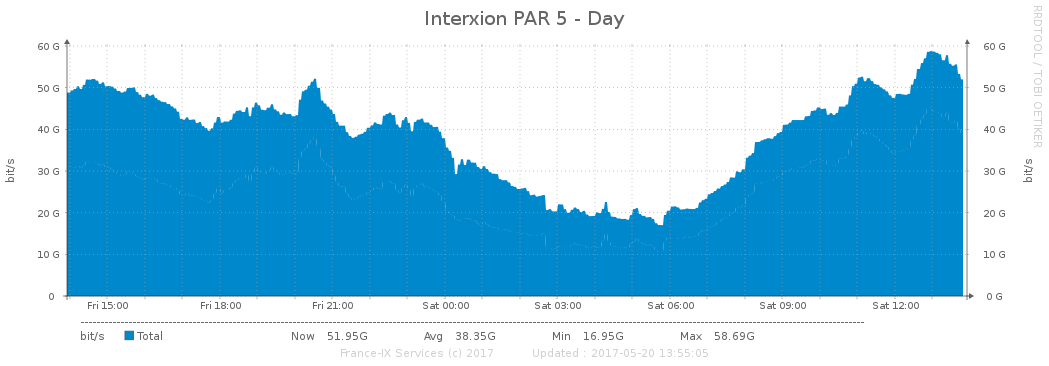 Interxion PAR 5 - Day
RRDTOOL / TOBI OETIKER
60 G 60 G
50 G 50 G
40 G 40 G
30 G 30 G
20 G 20 G
10 G 10 G
0 0 G
bit/s bit/s
Fri 15:00 Fri 18:00 Fri 21:00 Sat 00:00 Sat 03:00 Sat 06:00 Sat 09:00 Sat 12:00
bit/s Total Now 51.95G Avg 38.35G Min 16.95G Max 58.69G
France-IX Services (c) 2017 Updated : 2017-05-20 13:55:05